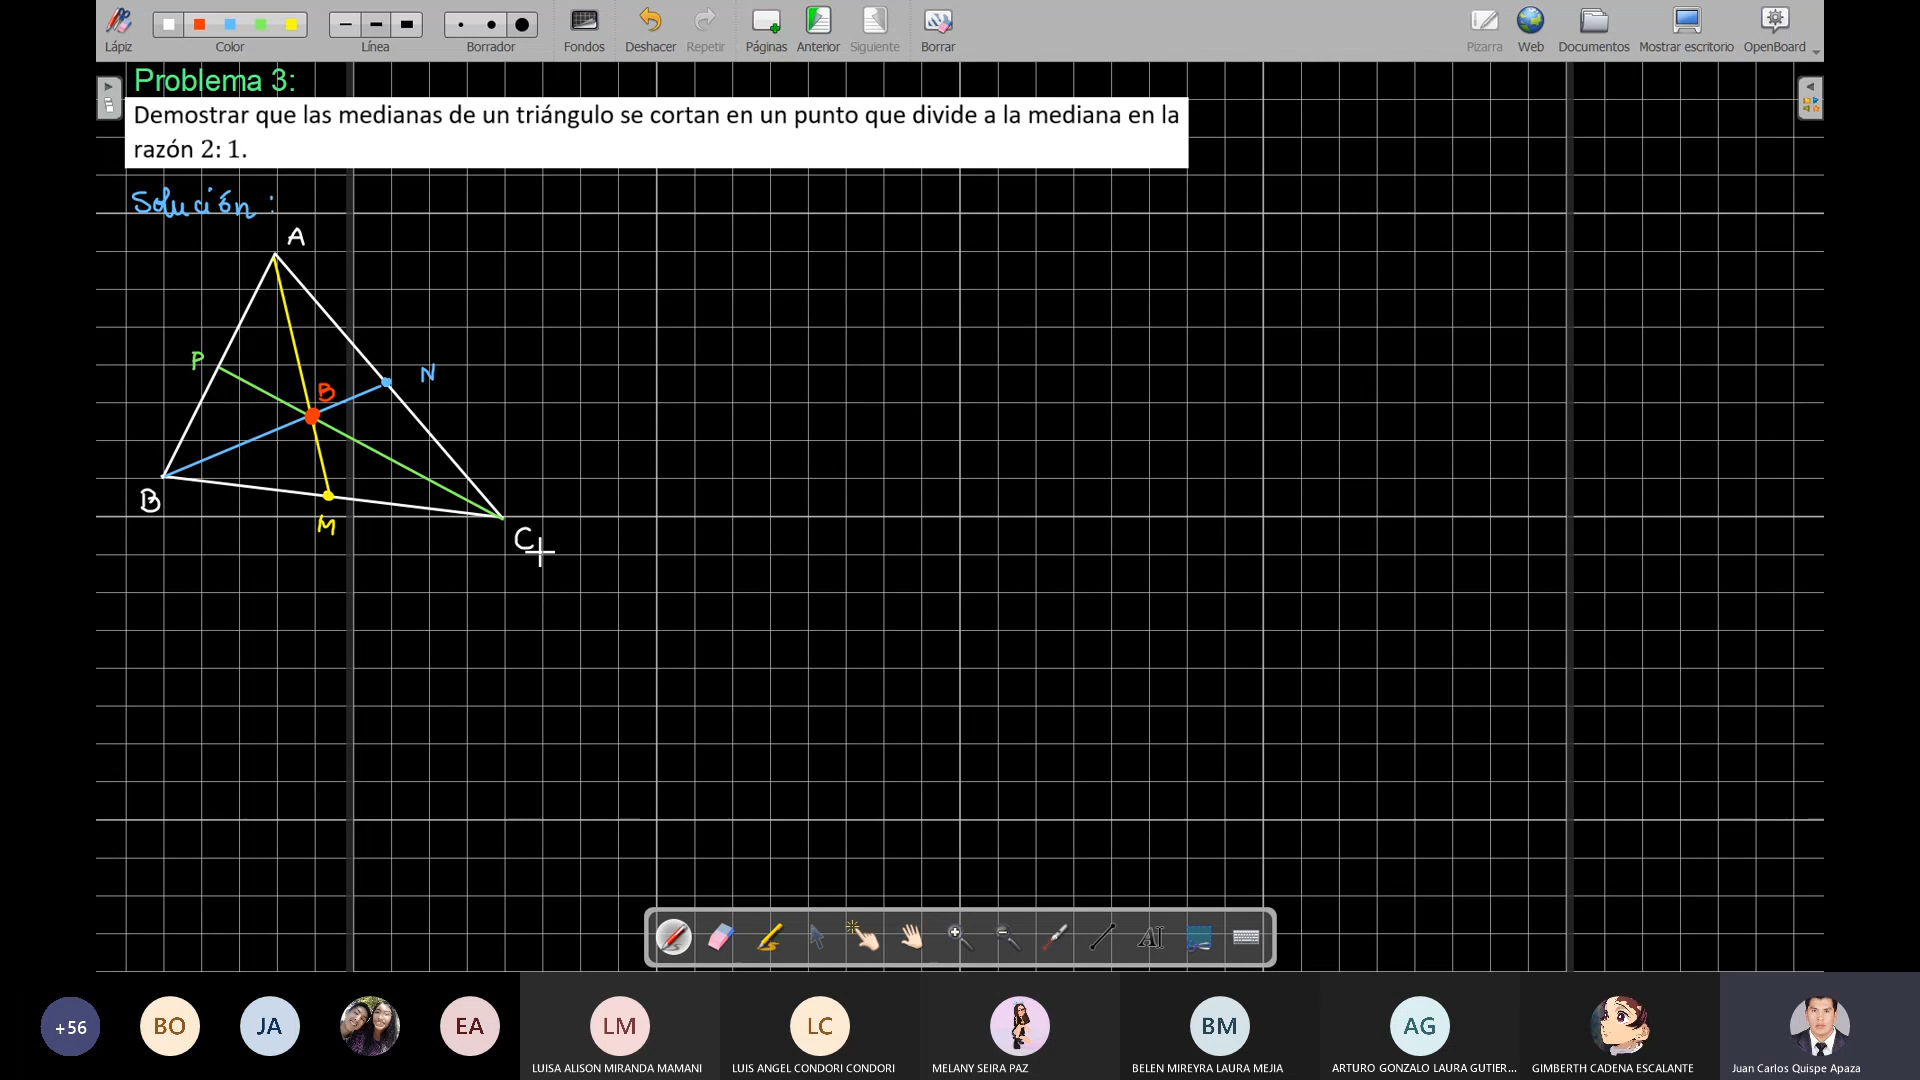 Lápiz Color Línea Borrador Fondos Deshacer Repetir Páginas Anterior Siguiente Borrar Pizarra Web Documentos Mostrar escritorio OpenBoard
Problema 3:
Demostrar que las medianas de un triángulo se cortan en un punto que divide a la mediana en la
razón 2: 1.
Solución :
A
P
N
B
B
M
C
AI
+56 BO JA EA LM LC BM AG
LUISA ALISON MIRANDA MAMANI LUIS ANGEL CONDORI CONDORI MELANY SEIRA PAZ BELEN MIREYRA LAURA MEJIA ARTURO GONZALO LAURA GUTIER... GIMBERTH CADENA ESCALANTE Juan Carlos Quispe Apaza